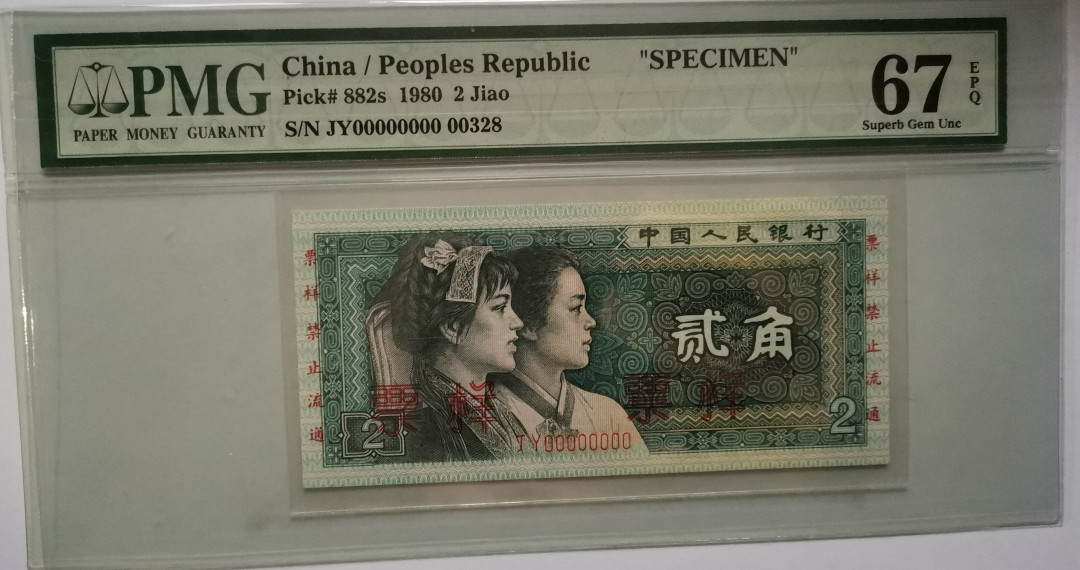 PMG
PAPER MONEY GUARANTY
China / Peoples Republic "SPECIMEN"
Pick# 882s 1980 2 Jiao
S/N JY00000000 00328
67
EPQ
Superb Gem Unc
中国人民银行
票样禁止流通
票样禁止流通
贰角
票样
票样
2
2
JY00000000